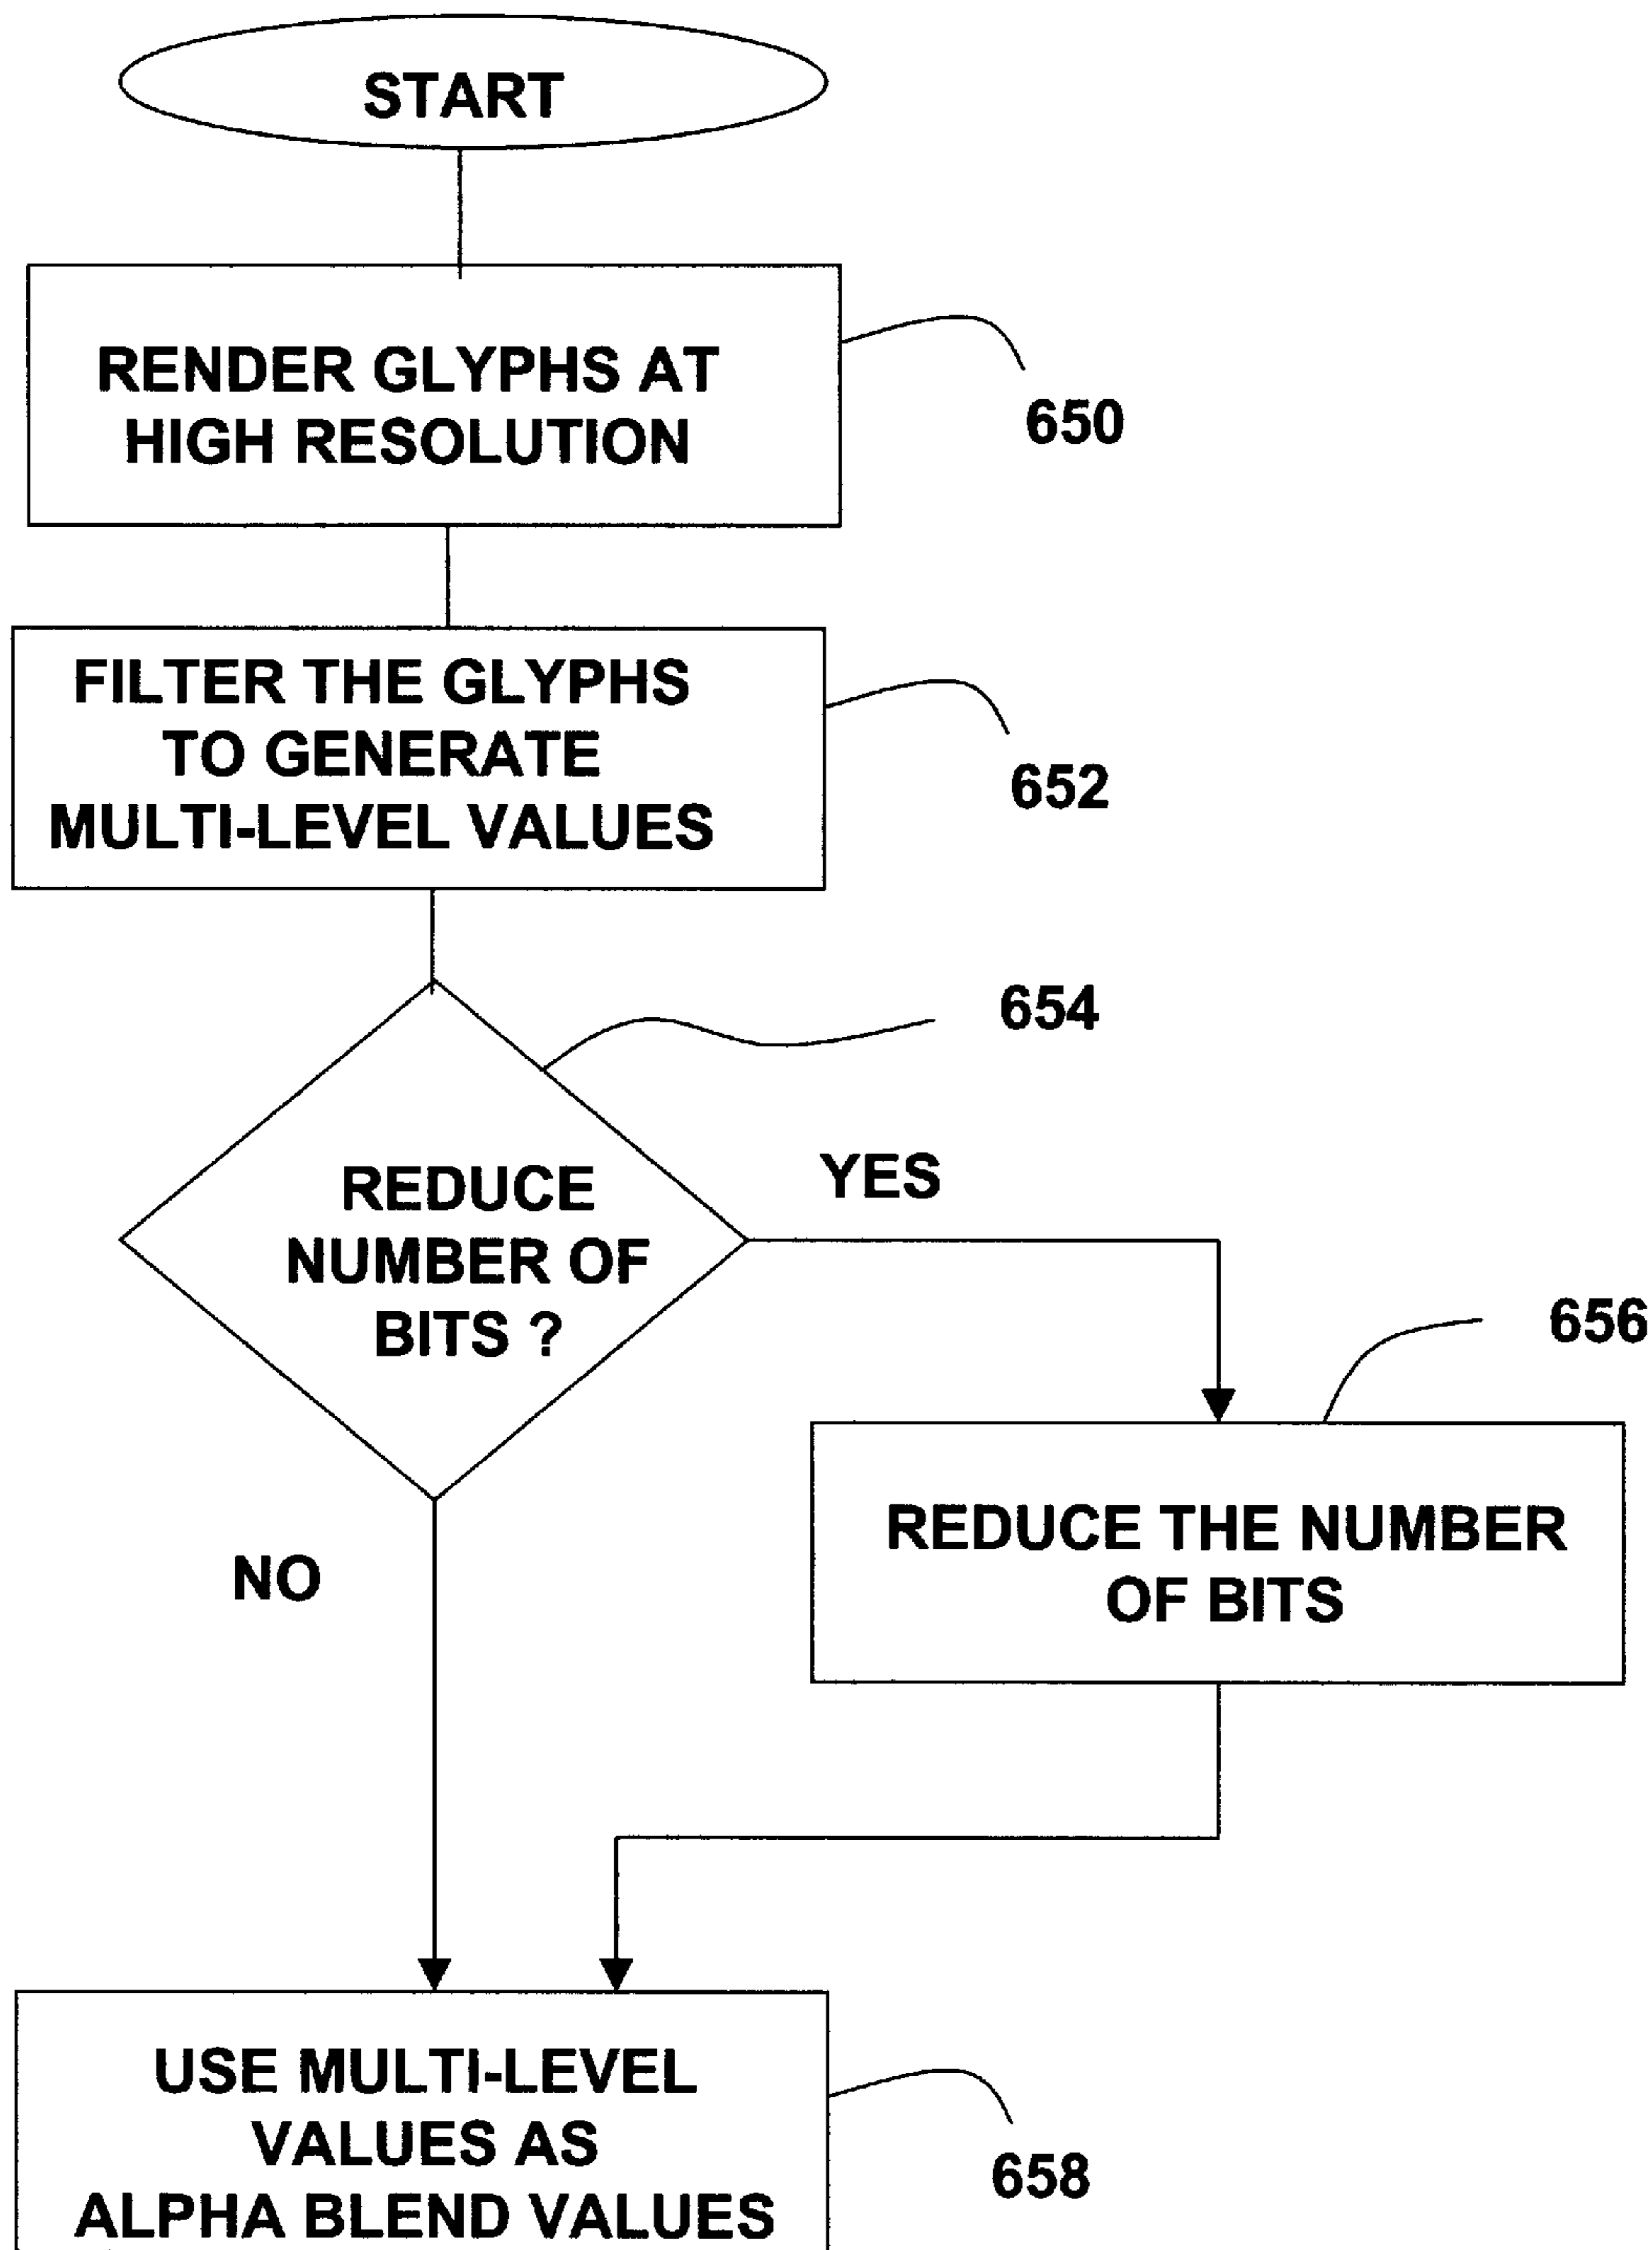 START
RENDER GLYPHS AT
HIGH RESOLUTION
650
FILTER THE GLYPHS
TO GENERATE
MULTI-LEVEL VALUES
652
654
REDUCE
NUMBER OF
BITS ?
YES
656
REDUCE THE NUMBER
OF BITS
NO
USE MULTI-LEVEL
VALUES AS
ALPHA BLEND VALUES
658